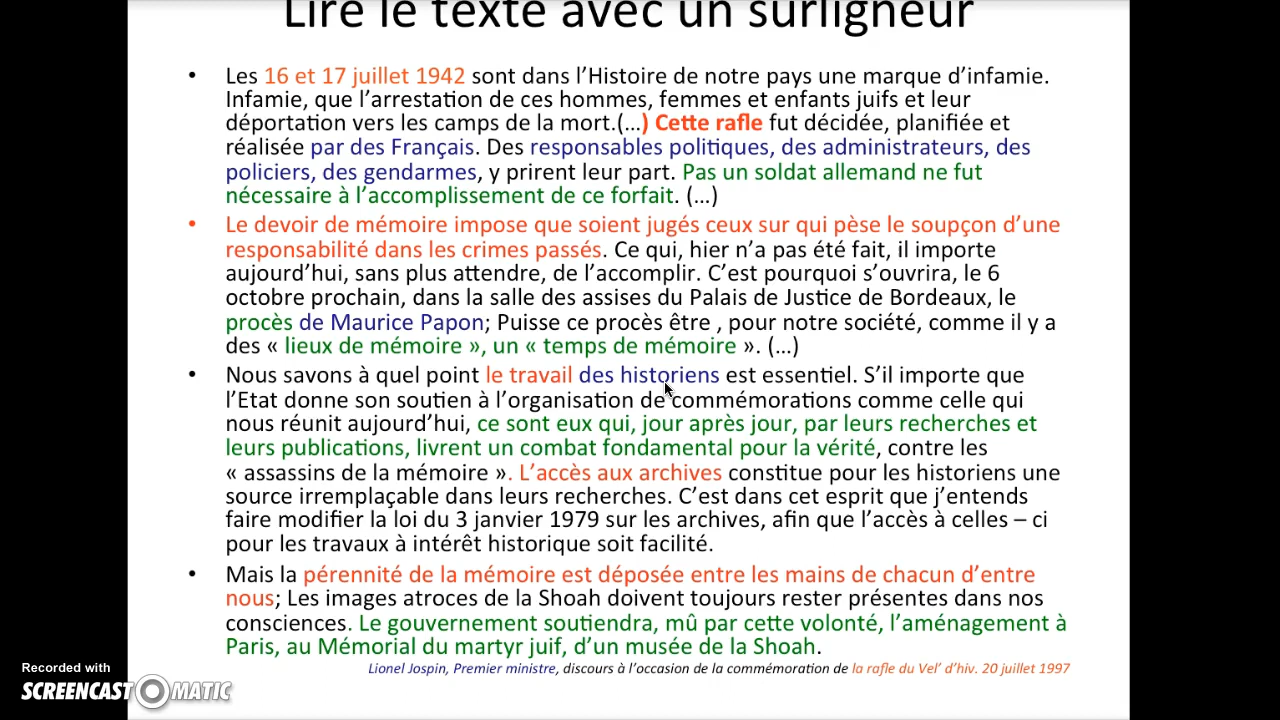 Lire le texte avec un surligneur
• Les 16 et 17 juillet 1942 sont dans l’Histoire de notre pays une marque d’infamie.
Infamie, que l’arrestation de ces hommes, femmes et enfants juifs et leur
déportation vers les camps de la mort.(…) Cette rafle fut décidée, planifiée et
réalisée par des Français. Des responsables politiques, des administrateurs, des
policiers, des gendarmes, y prirent leur part. Pas un soldat allemand ne fut
nécessaire à l’accomplissement de ce forfait. (…)
• Le devoir de mémoire impose que soient jugés ceux sur qui pèse le soupçon d’une
responsabilité dans les crimes passés. Ce qui, hier n’a pas été fait, il importe
aujourd’hui, sans plus attendre, de l’accomplir. C’est pourquoi s’ouvrira, le 6
octobre prochain, dans la salle des assises du Palais de Justice de Bordeaux, le
procès de Maurice Papon; Puisse ce procès être , pour notre société, comme il y a
des « lieux de mémoire », un « temps de mémoire ». (…)
• Nous savons à quel point le travail des historiens est essentiel. S’il importe que
l’Etat donne son soutien à l’organisation de commémorations comme celle qui
nous réunit aujourd’hui, ce sont eux qui, jour après jour, par leurs recherches et
leurs publications, livrent un combat fondamental pour la vérité, contre les
« assassins de la mémoire ». L’accès aux archives constitue pour les historiens une
source irremplaçable dans leurs recherches. C’est dans cet esprit que j’entends
faire modifier la loi du 3 janvier 1979 sur les archives, afin que l’accès à celles – ci
pour les travaux à intérêt historique soit facilité.
• Mais la pérennité de la mémoire est déposée entre les mains de chacun d’entre
nous; Les images atroces de la Shoah doivent toujours rester présentes dans nos
consciences. Le gouvernement soutiendra, mû par cette volonté, l’aménagement à
Paris, au Mémorial du martyr juif, d’un musée de la Shoah.
Lionel Jospin, Premier ministre, discours à l’occasion de la commémoration de la rafle du Vel’ d’hiv. 20 juillet 1997
Recorded with
SCREENCAST MATIC